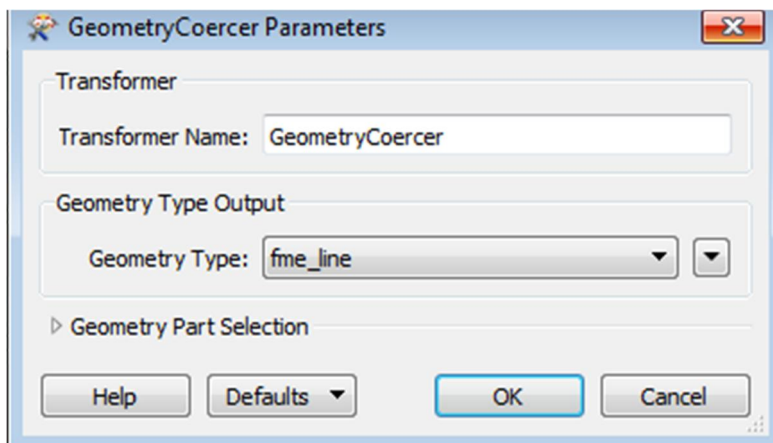 GeometryCoercer Parameters
Transformer
Transformer Name: GeometryCoercer
Geometry Type Output
Geometry Type: fme_line
Geometry Part Selection
Help Defaults OK Cancel